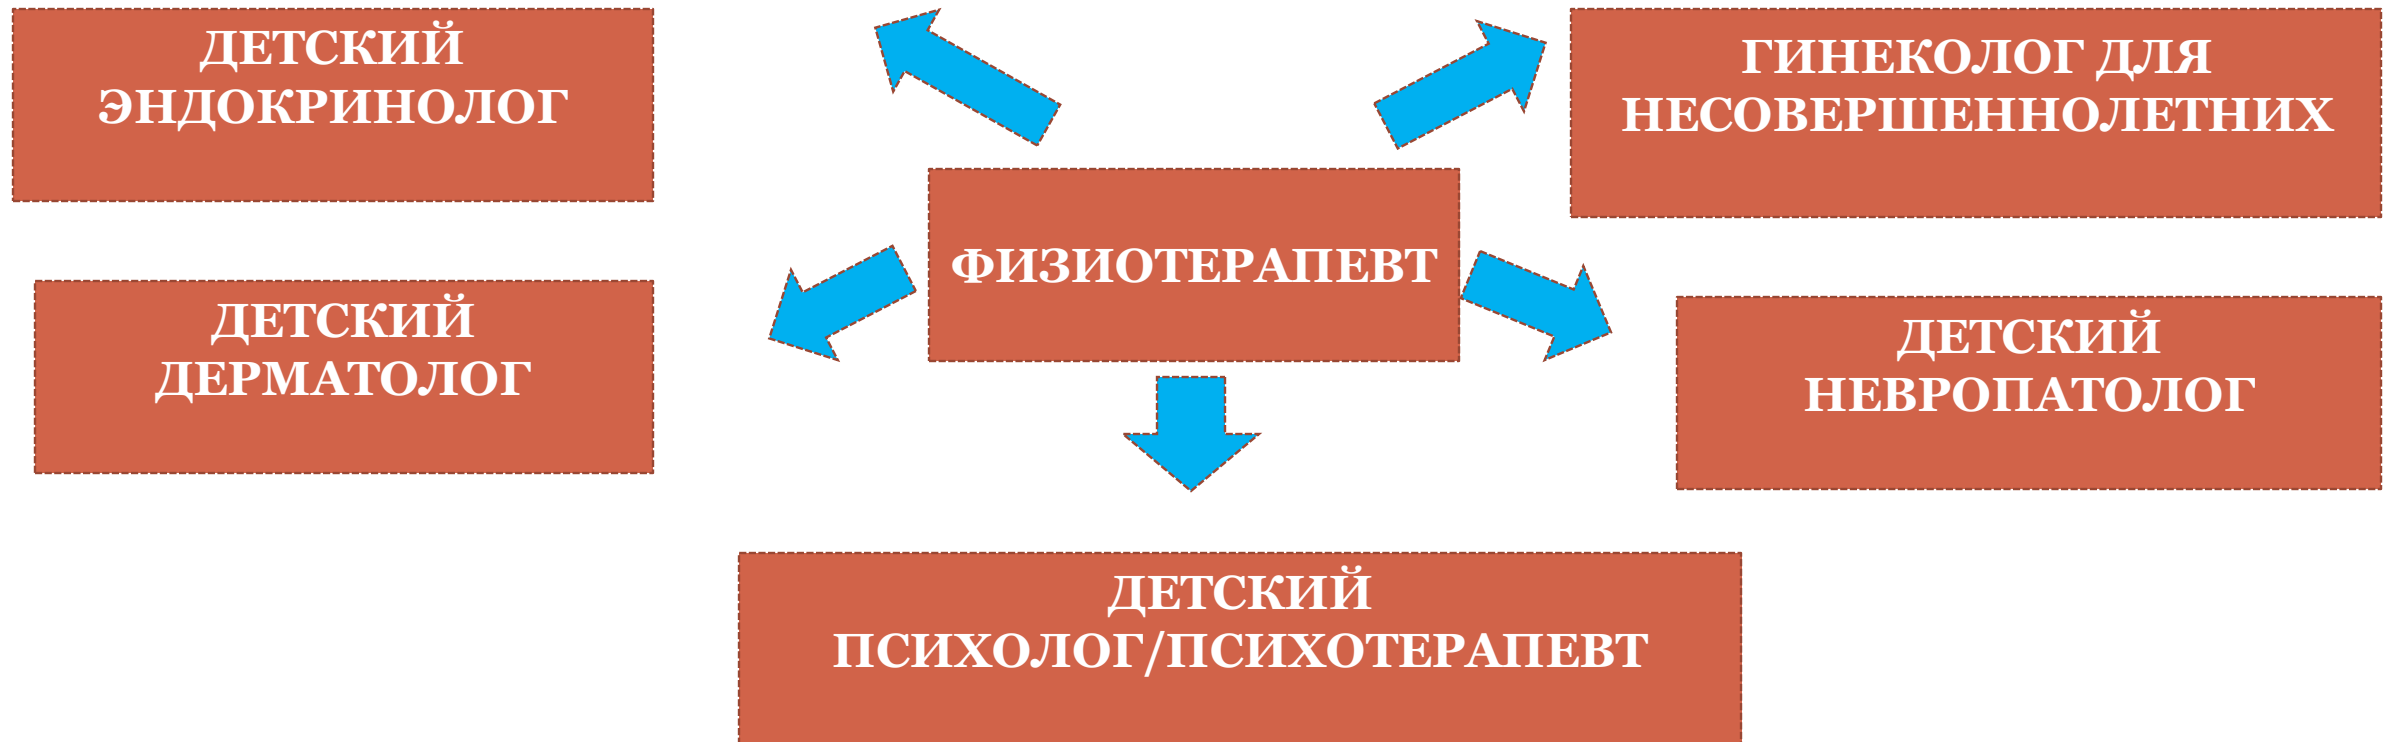 ДЕТСКИЙ
ЭНДОКРИНОЛОГ
ГИНЕКОЛОГ ДЛЯ
НЕСОВЕРШЕННОЛЕТНИХ
ФИЗИОТЕРАПЕВТ
ДЕТСКИЙ
ДЕРМАТОЛОГ
ДЕТСКИЙ
НЕВРОПАТОЛОГ
ДЕТСКИЙ
ПСИХОЛОГ/ПСИХОТЕРАПЕВТ